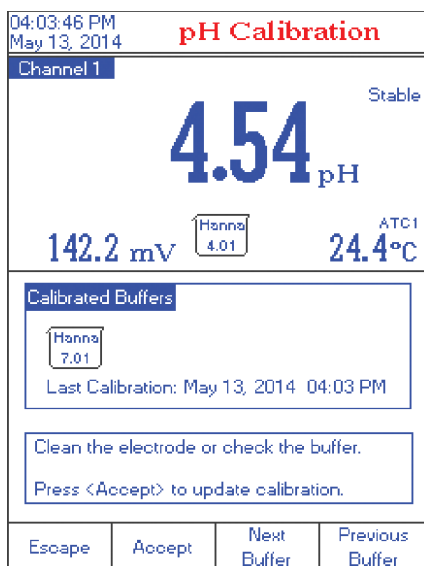 04:03:46 PM
May 13, 2014
pH Calibration
Channel 1
Stable
4.54 pH
142.2 mV
Hanna
4.01
ATC1
24.4°C
Calibrated Buffers
Hanna
7.01
Last Calibration: May 13, 2014 04:03 PM
Clean the electrode or check the buffer.
Press <Accept> to update calibration.
Escape
Accept
Next
Buffer
Previous
Buffer